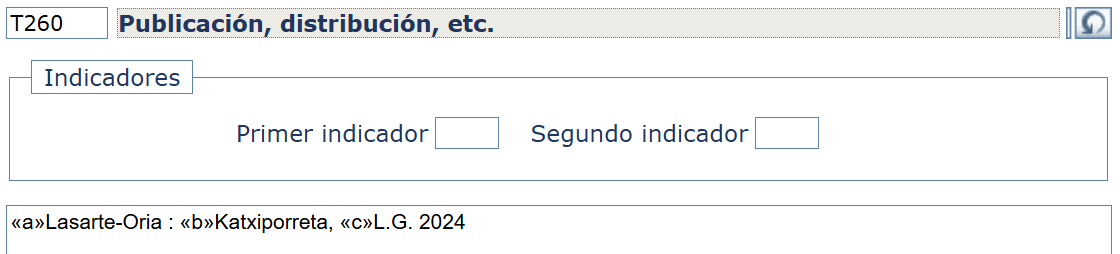 T260 Publicación, distribución, etc.
Indicadores
Primer indicador Segundo indicador
«a»Lasarte-Oria : «b»Katxiporreta, «c»L.G. 2024